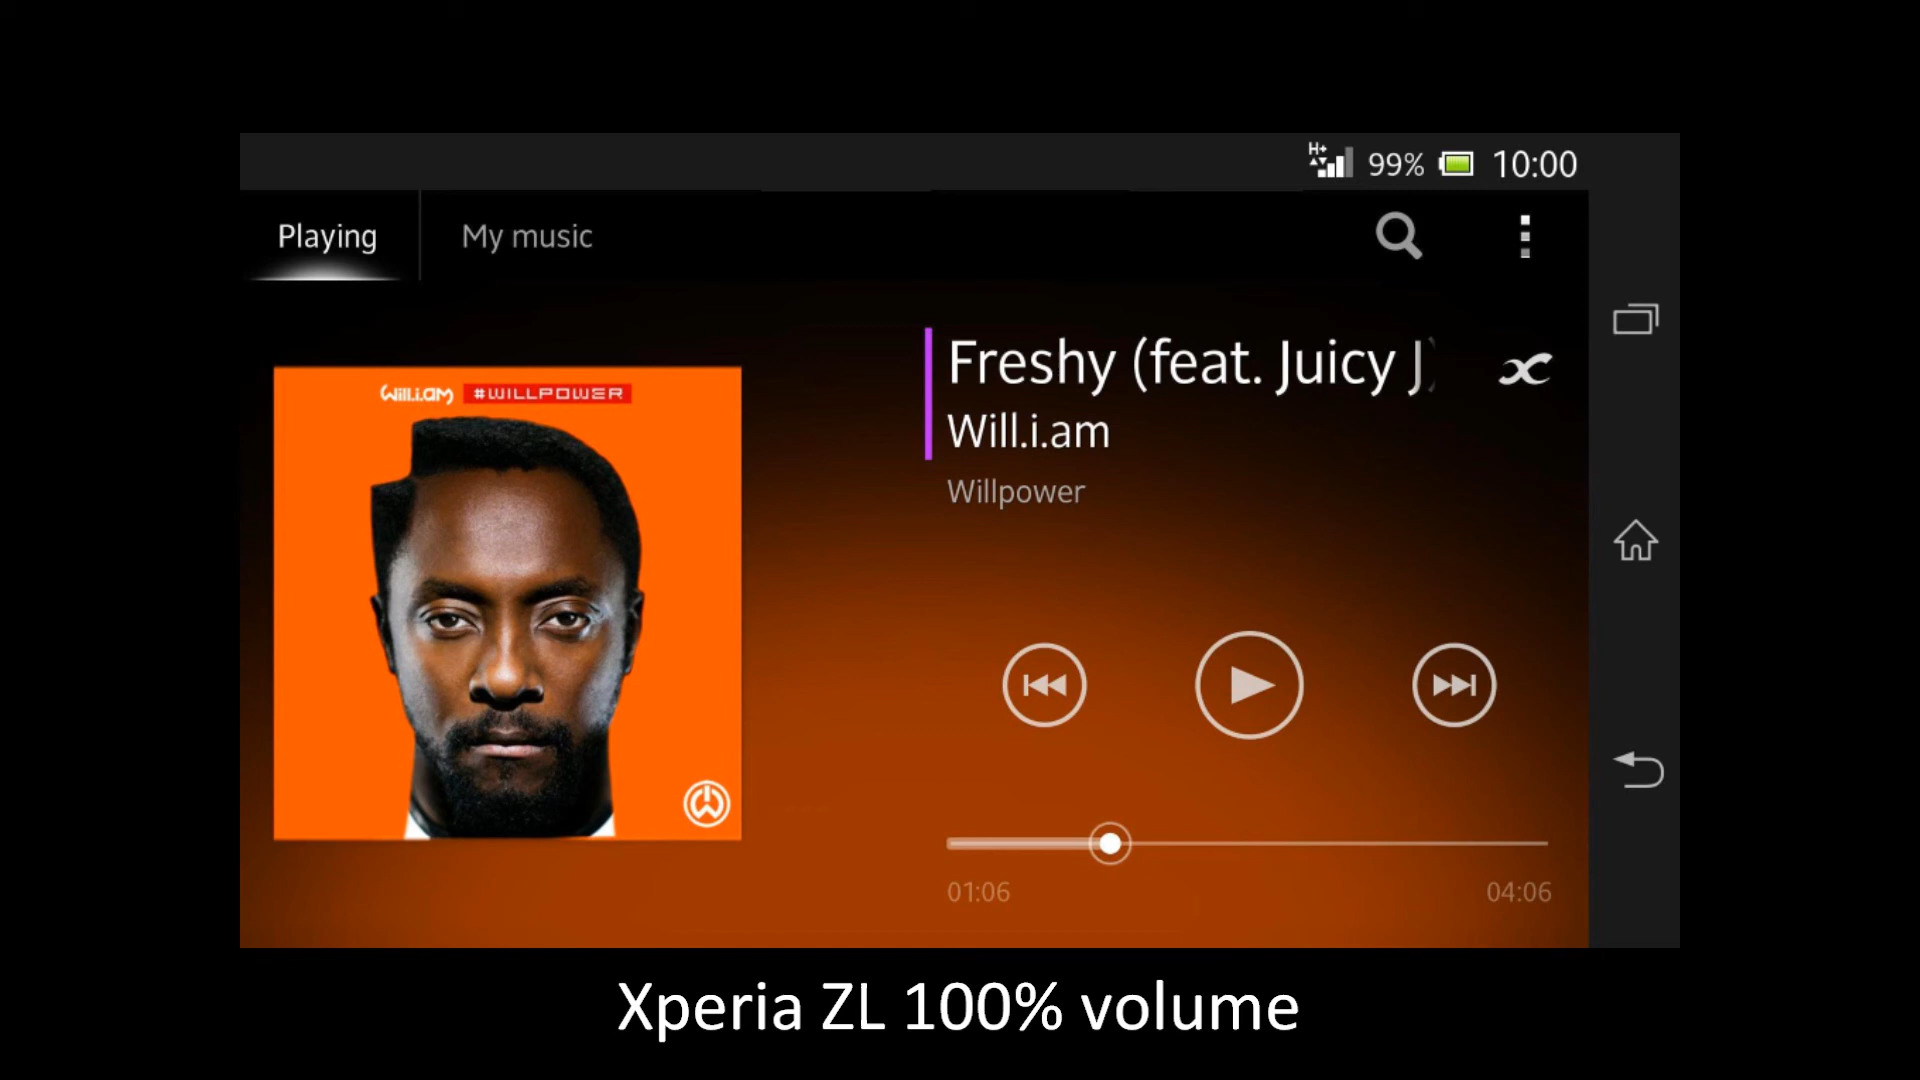 H+ 99% 10:00
Playing My music
will.i.am #WILLPOWER
Freshy (feat. Juicy J)
Will.i.am
Willpower
01:06 04:06
Xperia ZL 100% volume